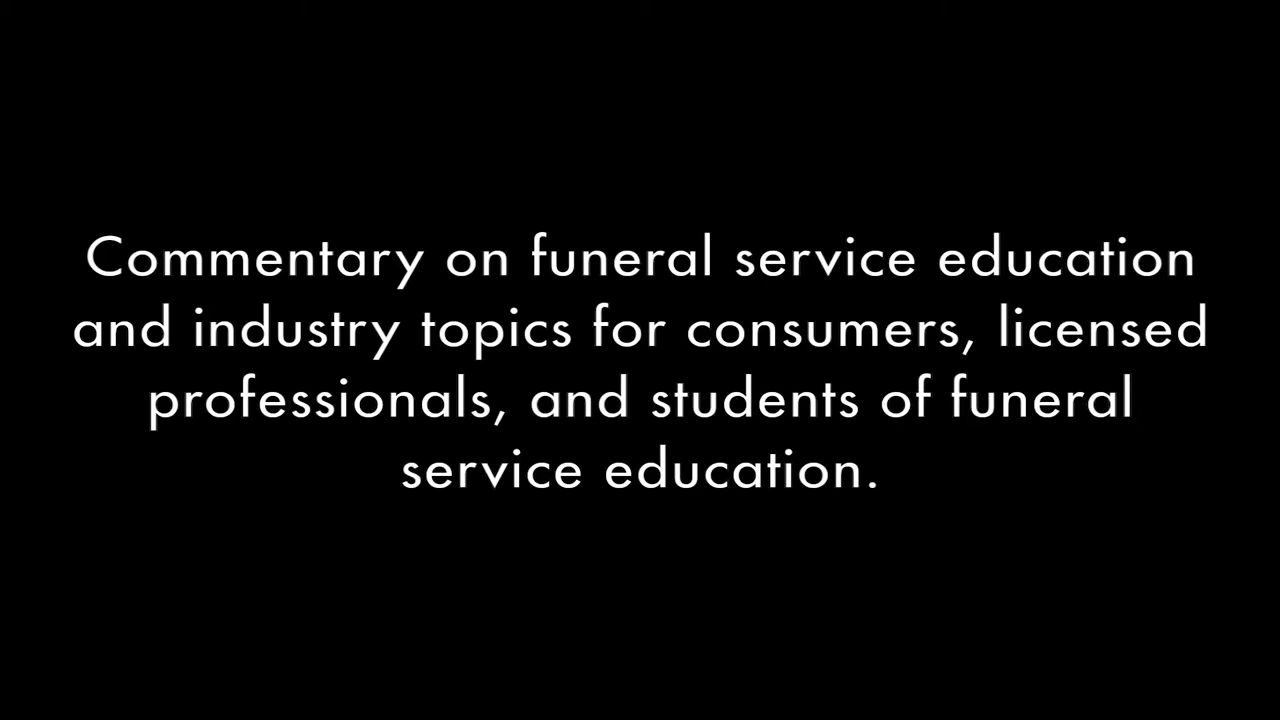 Commentary on funeral service education
and industry topics for consumers, licensed
professionals, and students of funeral
service education.